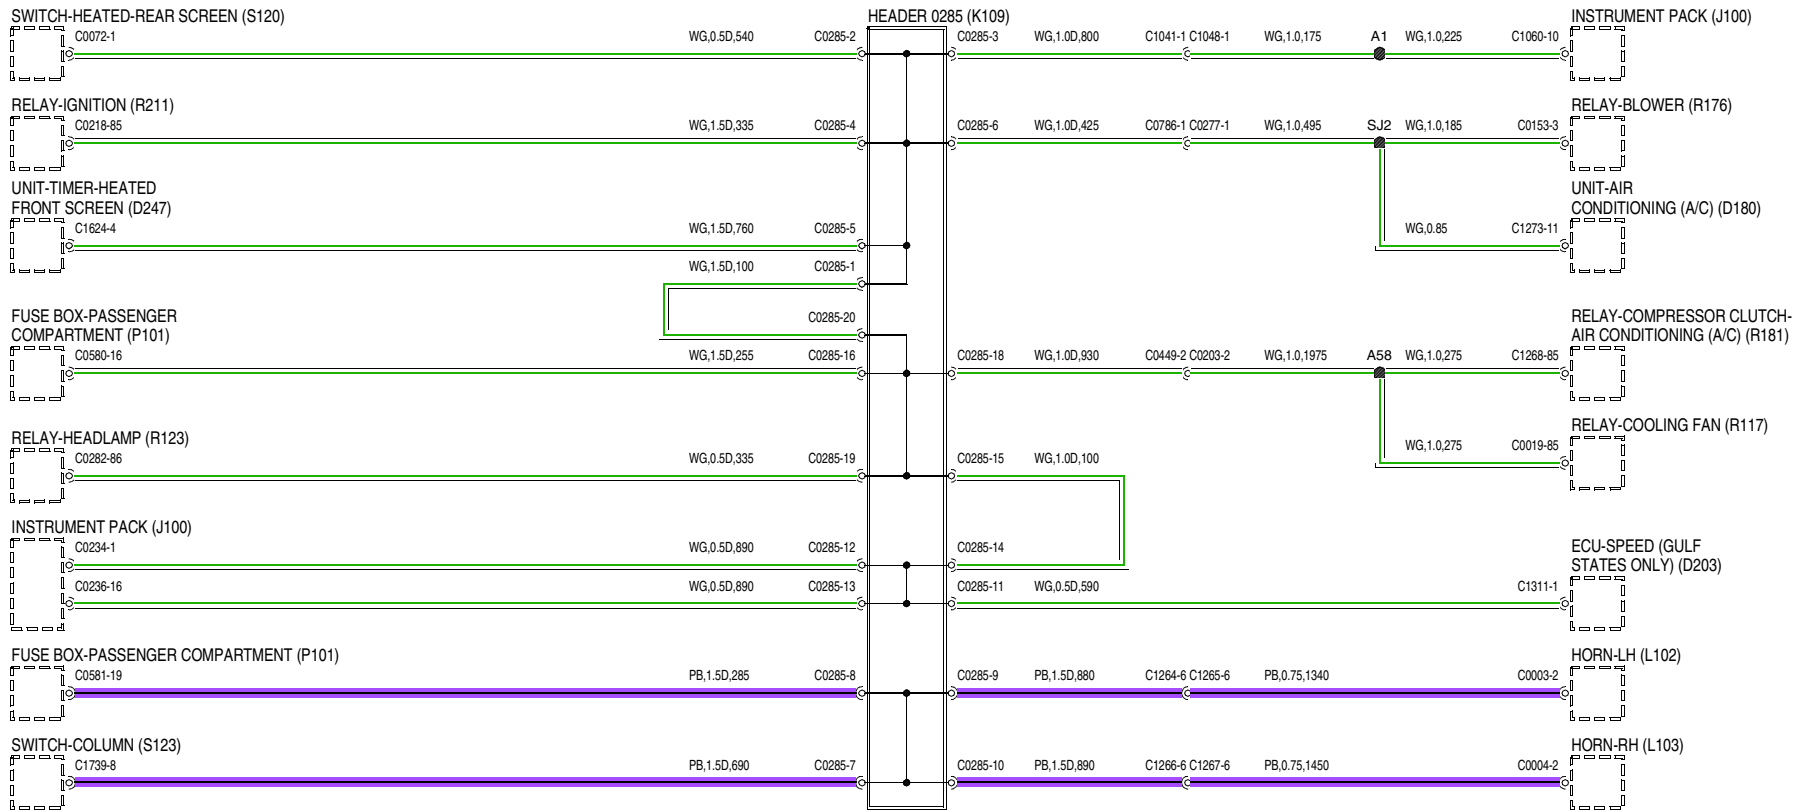 SWITCH-HEATED-REAR SCREEN (S120)
HEADER 0285 (K109)
INSTRUMENT PACK (J100)
C0072-1 WG,0.5D,540 C0285-2 C0285-3 WG,1.0D,800 C1041-1 C1048-1 WG,1.0,175 A1 WG,1.0,225 C1060-10
RELAY-IGNITION (R211)
RELAY-BLOWER (R176)
C0218-85 WG,1.5D,335 C0285-4 C0285-6 WG,1.0D,425 C0786-1 C0277-1 WG,1.0,495 SJ2 WG,1.0,185 C0153-3
UNIT-TIMER-HEATED
FRONT SCREEN (D247)
UNIT-AIR
CONDITIONING (A/C) (D180)
C1624-4 WG,1.5D,760 C0285-5 WG,0.85 C1273-11
WG,1.5D,100 C0285-1
C0285-20
FUSE BOX-PASSENGER
COMPARTMENT (P101)
RELAY-COMPRESSOR CLUTCH-
AIR CONDITIONING (A/C) (R181)
C0580-16 WG,1.5D,255 C0285-16 C0285-18 WG,1.0D,930 C0449-2 C0203-2 WG,1.0,1975 A58 WG,1.0,275 C1268-85
RELAY-COOLING FAN (R117)
WG,1.0,275 C0019-85
RELAY-HEADLAMP (R123)
C0282-86 WG,0.5D,335 C0285-19 C0285-15 WG,1.0D,100
INSTRUMENT PACK (J100)
C0234-1 WG,0.5D,890 C0285-12 C0285-14
ECU-SPEED (GULF
STATES ONLY) (D203)
C0236-16 WG,0.5D,890 C0285-13 C0285-11 WG,0.5D,590 C1311-1
FUSE BOX-PASSENGER COMPARTMENT (P101)
HORN-LH (L102)
C0581-19 PB,1.5D,285 C0285-8 C0285-9 PB,1.5D,880 C1264-6 C1265-6 PB,0.75,1340 C0003-2
SWITCH-COLUMN (S123)
HORN-RH (L103)
C1739-8 PB,1.5D,690 C0285-7 C0285-10 PB,1.5D,890 C1266-6 C1267-6 PB,0.75,1450 C0004-2